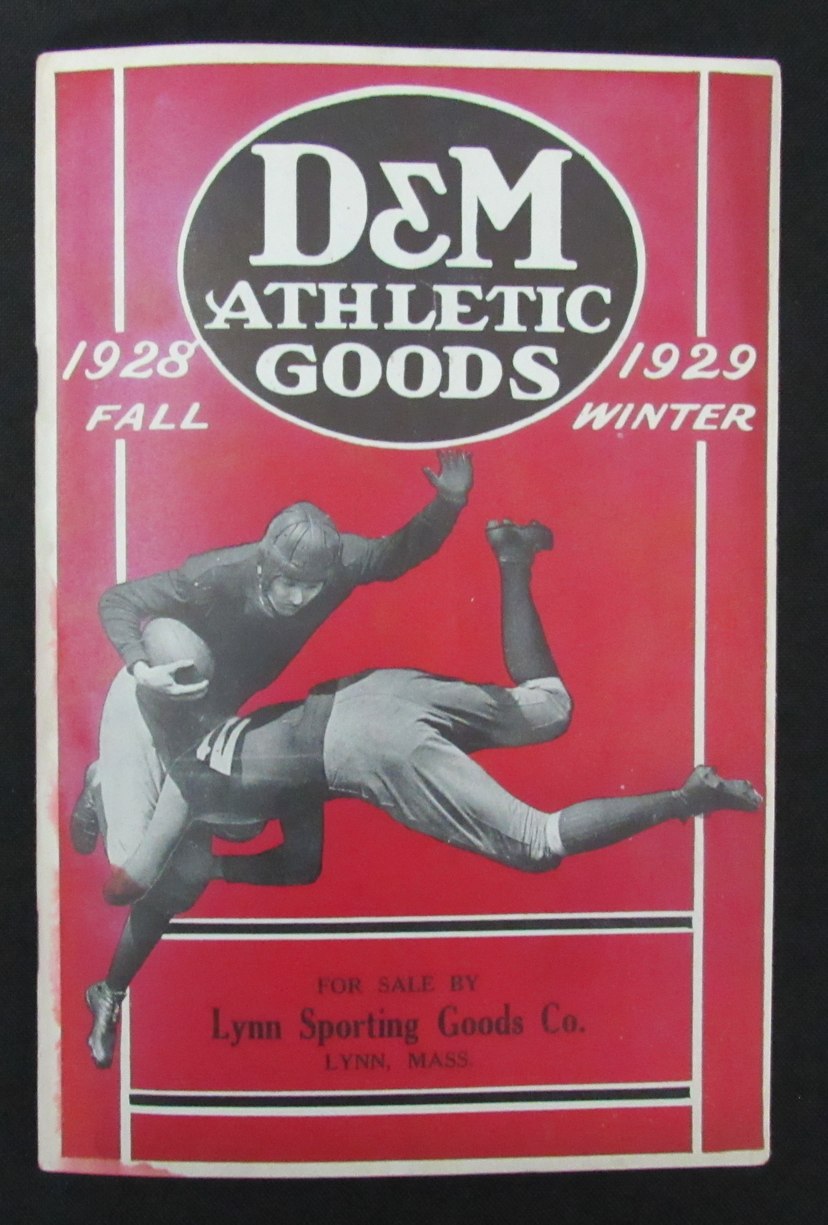 D&M
ATHLETIC
GOODS
1928 1929
FALL WINTER
FOR SALE BY
Lynn Sporting Goods Co.
LYNN, MASS.